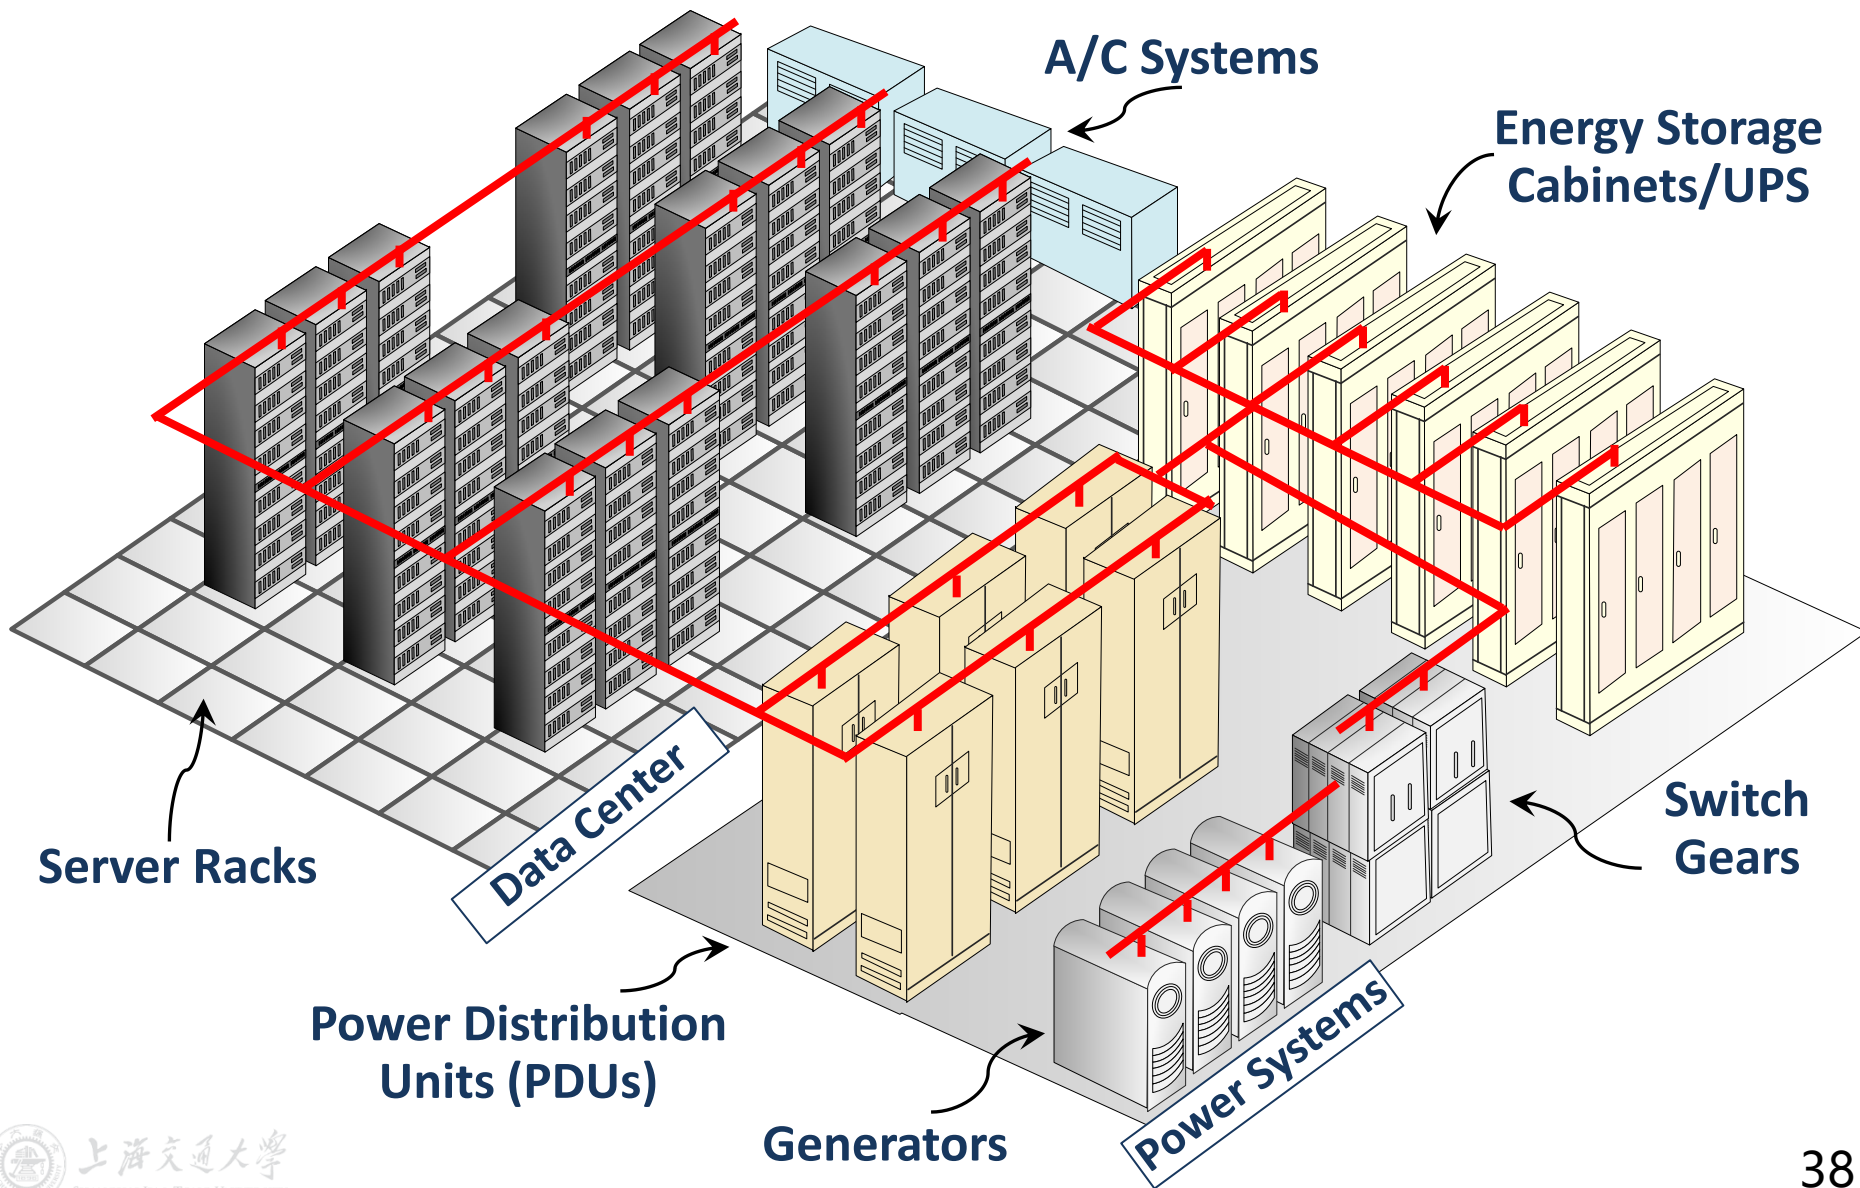 A/C Systems
Energy Storage
Cabinets/UPS
Server Racks
Data Center
Switch
Gears
Power Distribution
Units (PDUs)
Generators
Power Systems
上海交通大学
38